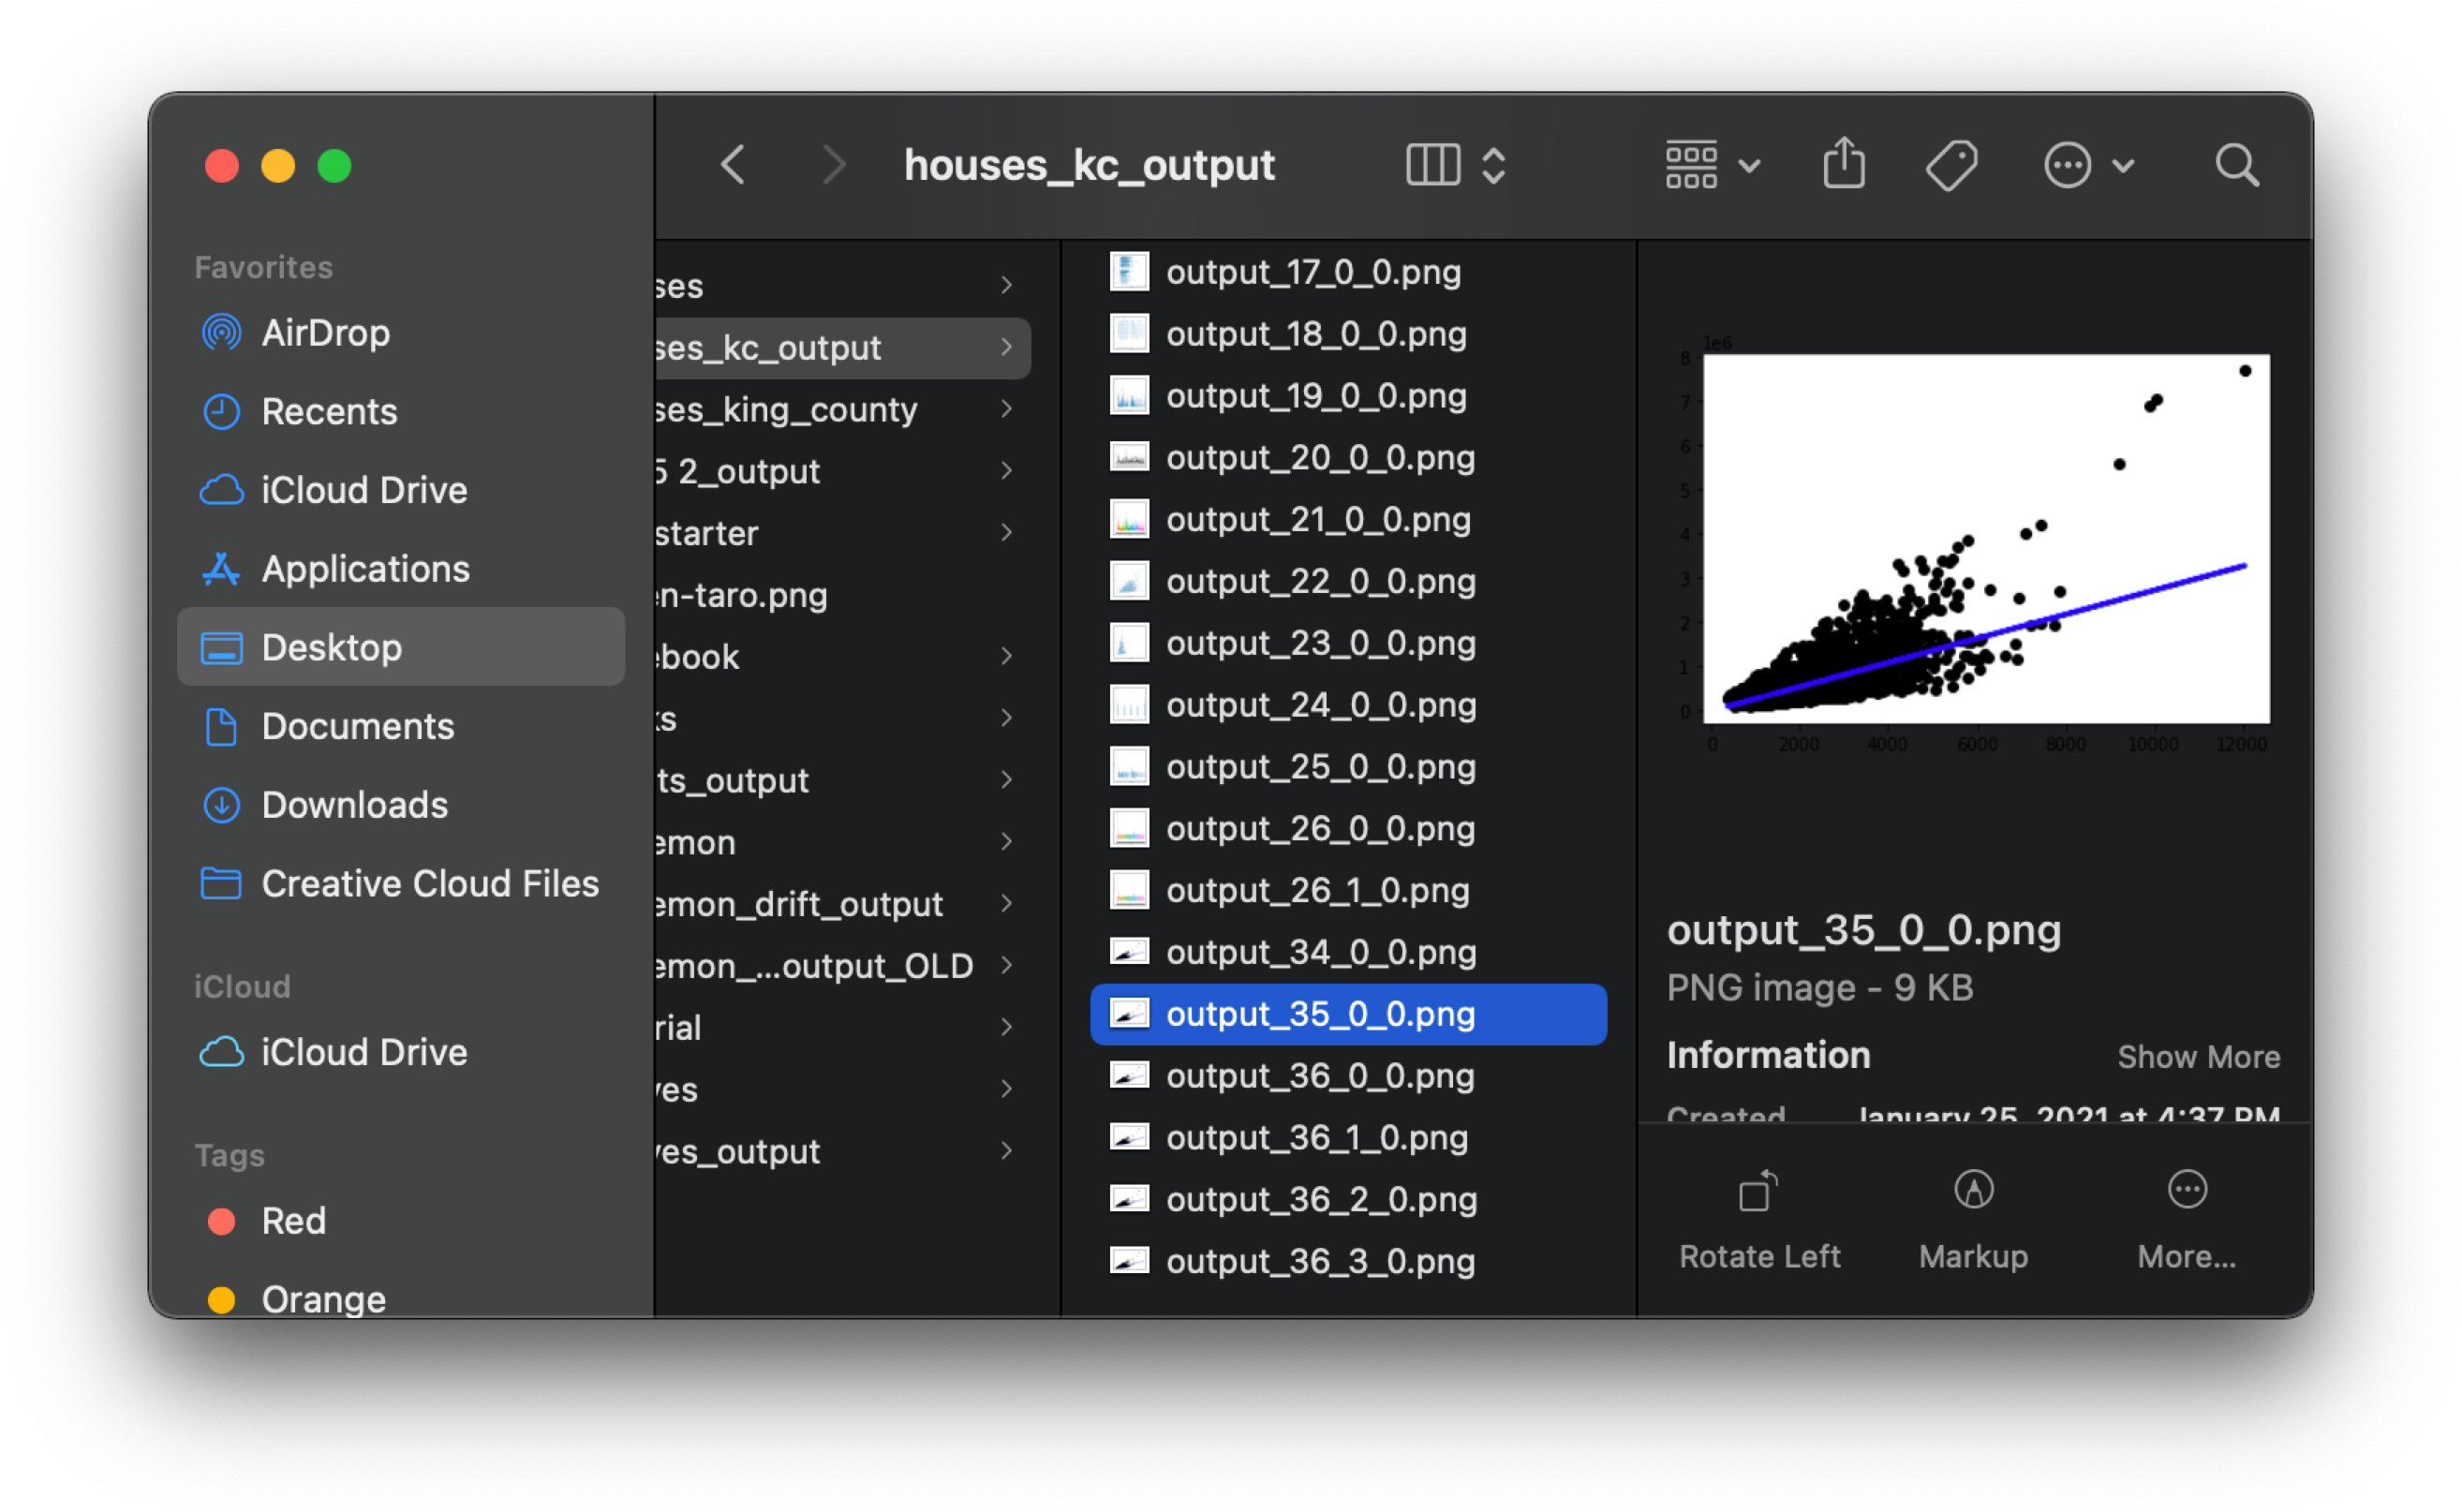 houses_kc_output
Favorites
AirDrop
Recents
iCloud Drive
Applications
Desktop
Documents
Downloads
Creative Cloud Files
iCloud
iCloud Drive
Tags
Red
Orange
ses
ses_kc_output
ses_king_county
5 2_output
starter
en-taro.png
ebook
ks
ts_output
emon
emon_drift_output
emon_...output_OLD
rial
ves
ves_output
output_17_0_0.png
output_18_0_0.png
output_19_0_0.png
output_20_0_0.png
output_21_0_0.png
output_22_0_0.png
output_23_0_0.png
output_24_0_0.png
output_25_0_0.png
output_26_0_0.png
output_26_1_0.png
output_34_0_0.png
output_35_0_0.png
output_36_0_0.png
output_36_1_0.png
output_36_2_0.png
output_36_3_0.png
1e6
8
7
6
5
4
3
2
1
0
0 2000 4000 6000 8000 10000 12000
output_35_0_0.png
PNG image - 9 KB
Information Show More
Created January 25, 2021 at 4:37 PM
Rotate Left Markup More...